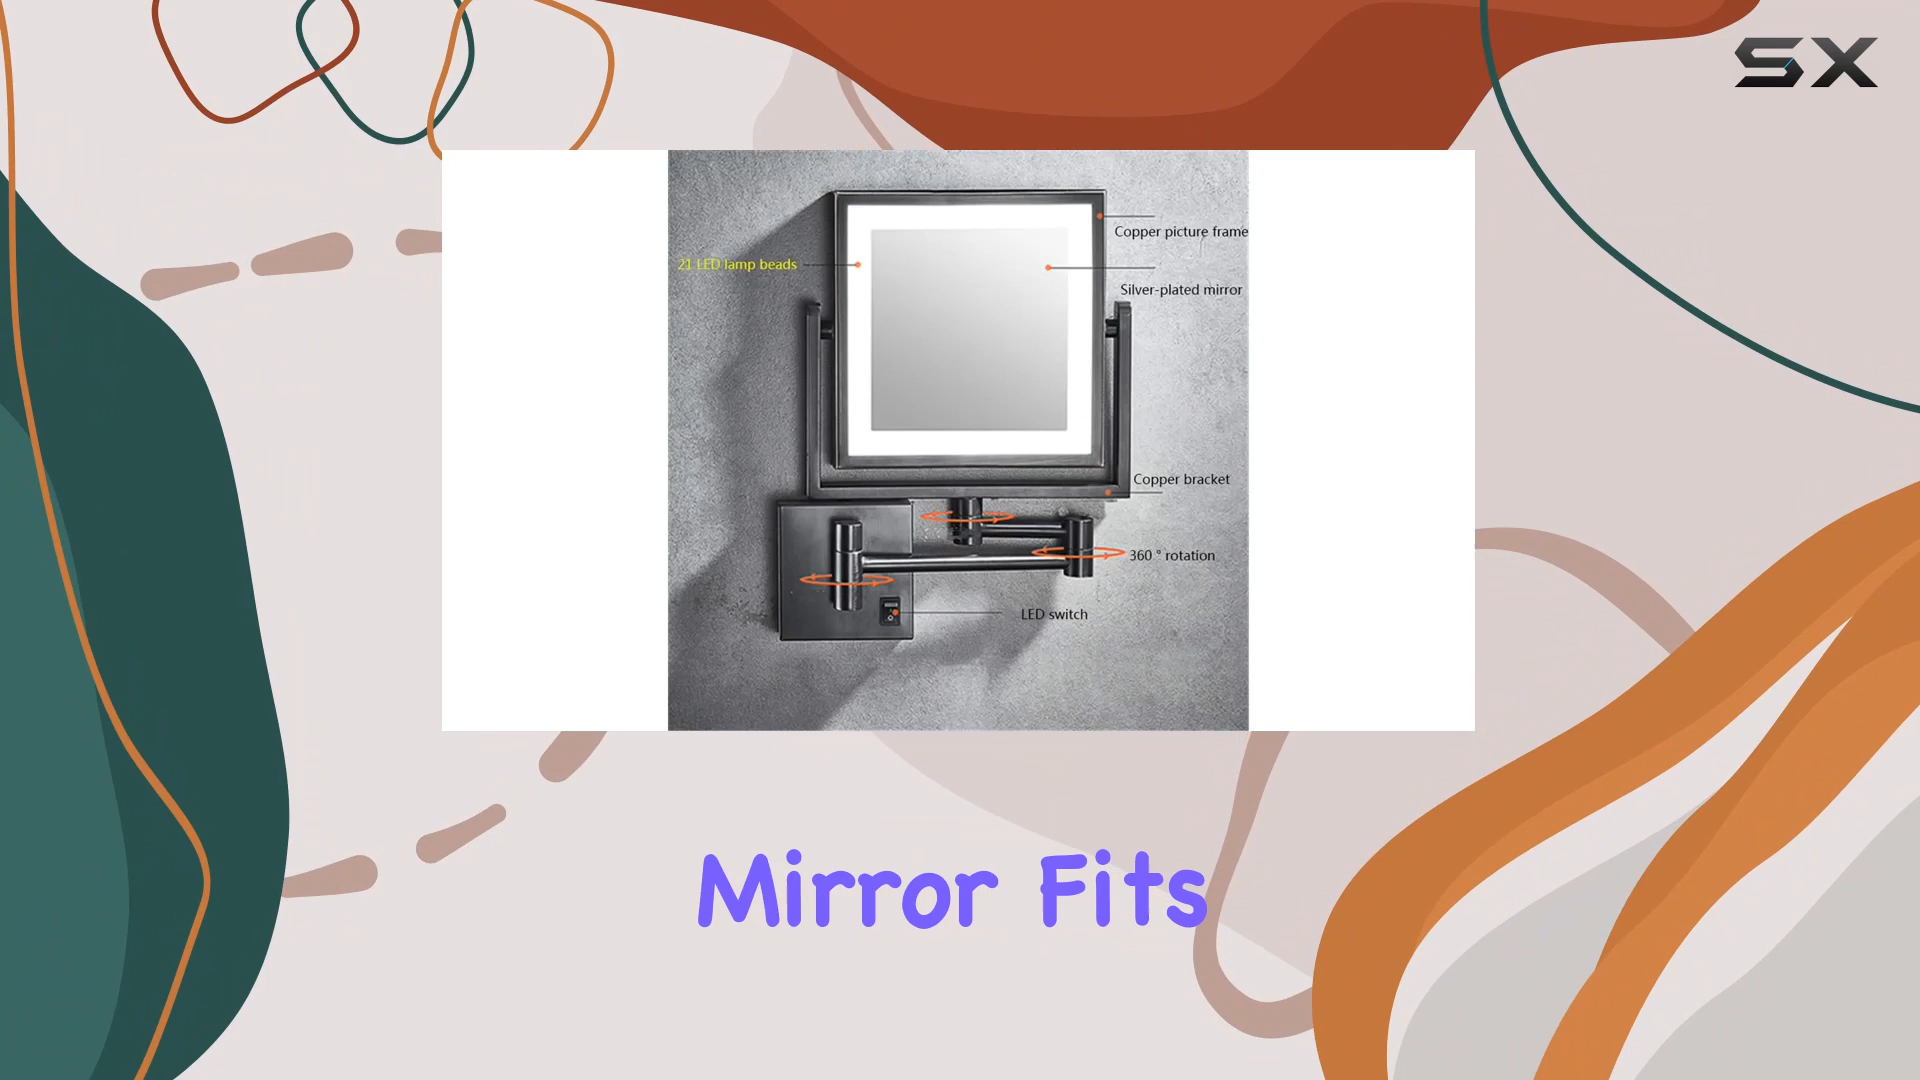 SX
Copper picture frame
21 LED lamp beads
Silver-plated mirror
Copper bracket
360 ° rotation
LED switch
Mirror Fits